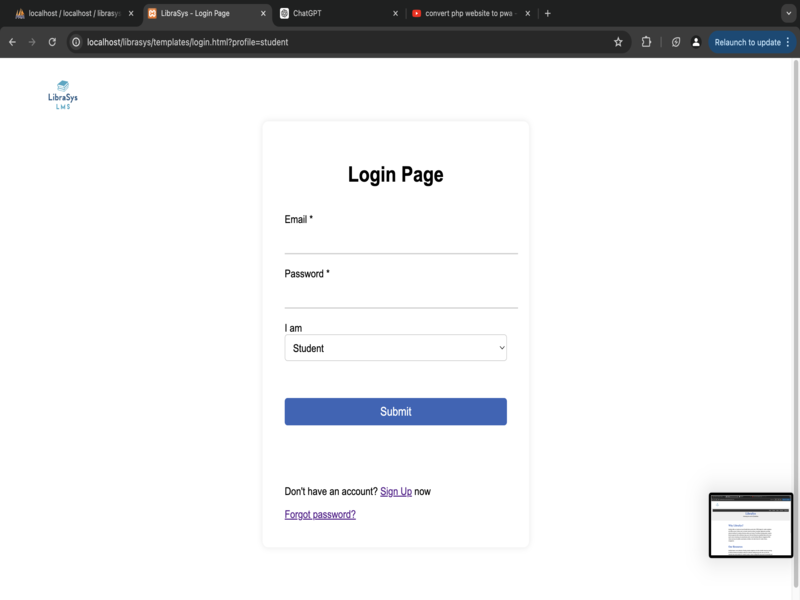 localhost / localhost / librasys
LibraSys - Login Page
ChatGPT
convert php website to pwa
localhost/librasys/templates/login.html?profile=student
Relaunch to update
LibraSys
LMS
Login Page
Email *
Password *
I am
Student
Submit
Don't have an account? Sign Up now
Forgot password?